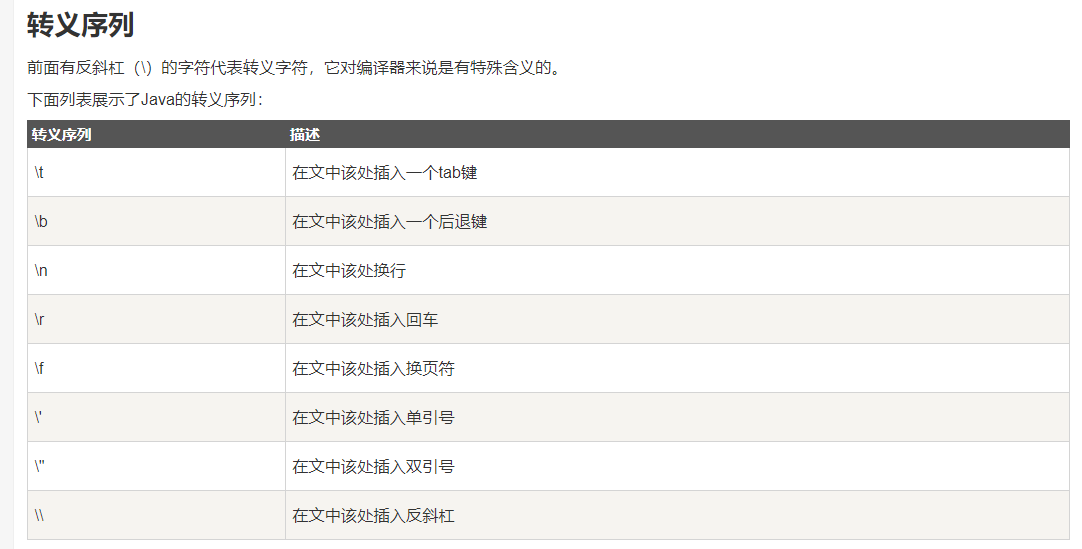 转义序列
前面有反斜杠（\）的字符代表转义字符，它对编译器来说是有特殊含义的。
下面列表展示了Java的转义序列：
转义序列 描述
\t 在文中该处插入一个tab键
\b 在文中该处插入一个后退键
\n 在文中该处换行
\r 在文中该处插入回车
\f 在文中该处插入换页符
\' 在文中该处插入单引号
\" 在文中该处插入双引号
\\ 在文中该处插入反斜杠